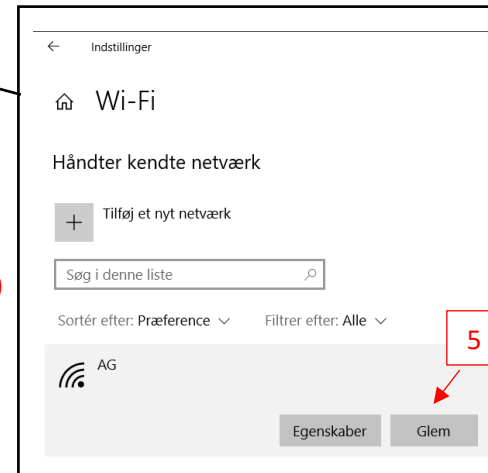 Indstillinger
Wi-Fi
Håndter kendte netværk
Tilføj et nyt netværk
Søg i denne liste
Sortér efter: Præference Filtrer efter: Alle
5
AG
Egenskaber Glem